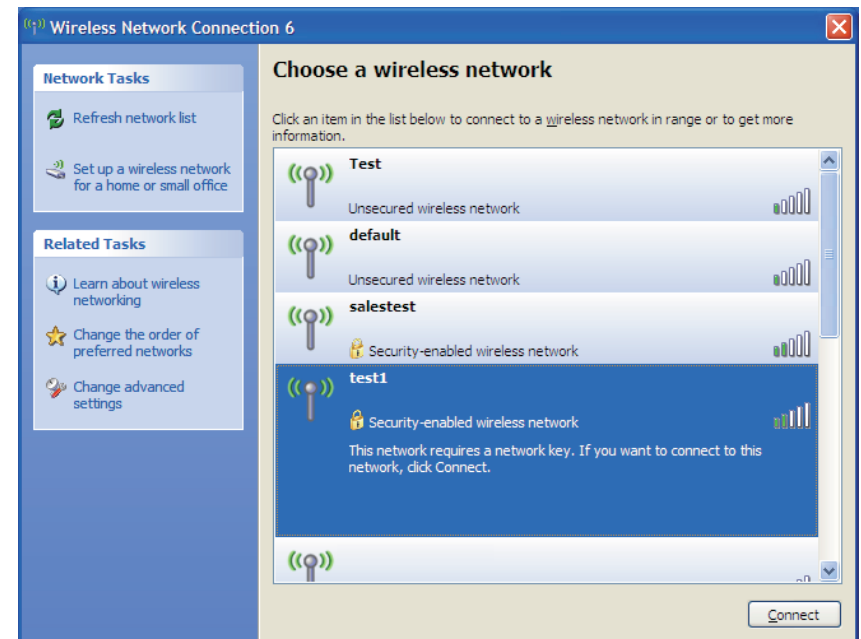 Wireless Network Connection 6
Network Tasks
Refresh network list
Set up a wireless network
for a home or small office
Related Tasks
Learn about wireless
networking
Change the order of
preferred networks
Change advanced
settings
Choose a wireless network
Click an item in the list below to connect to a wireless network in range or to get more
information.
Test
Unsecured wireless network
default
Unsecured wireless network
salestest
Security-enabled wireless network
test1
Security-enabled wireless network
This network requires a network key. If you want to connect to this
network, click Connect.
Connect